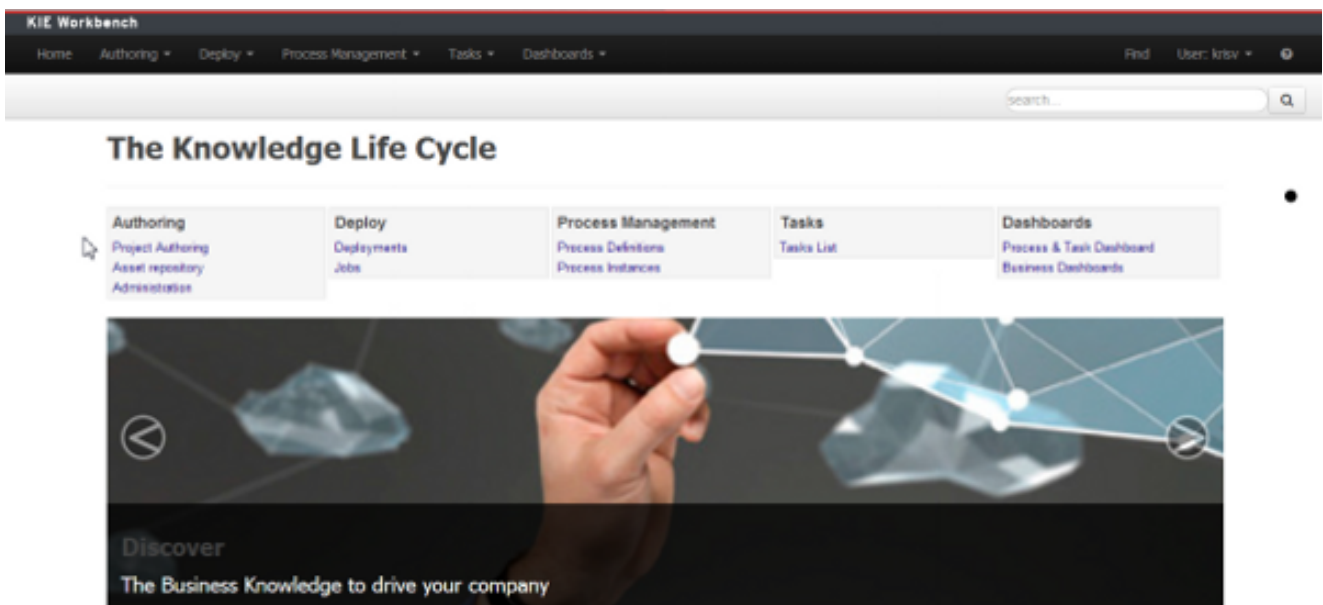 KIE Workbench
Home Authoring Deploy Process Management Tasks Dashboards Find User: krisv
search...
The Knowledge Life Cycle
Authoring Deploy Process Management Tasks Dashboards
Project Authoring Deployments Process Definitions Tasks List Process & Task Dashboard
Asset repository Jobs Process Instances Business Dashboards
Administration
Discover
The Business Knowledge to drive your company